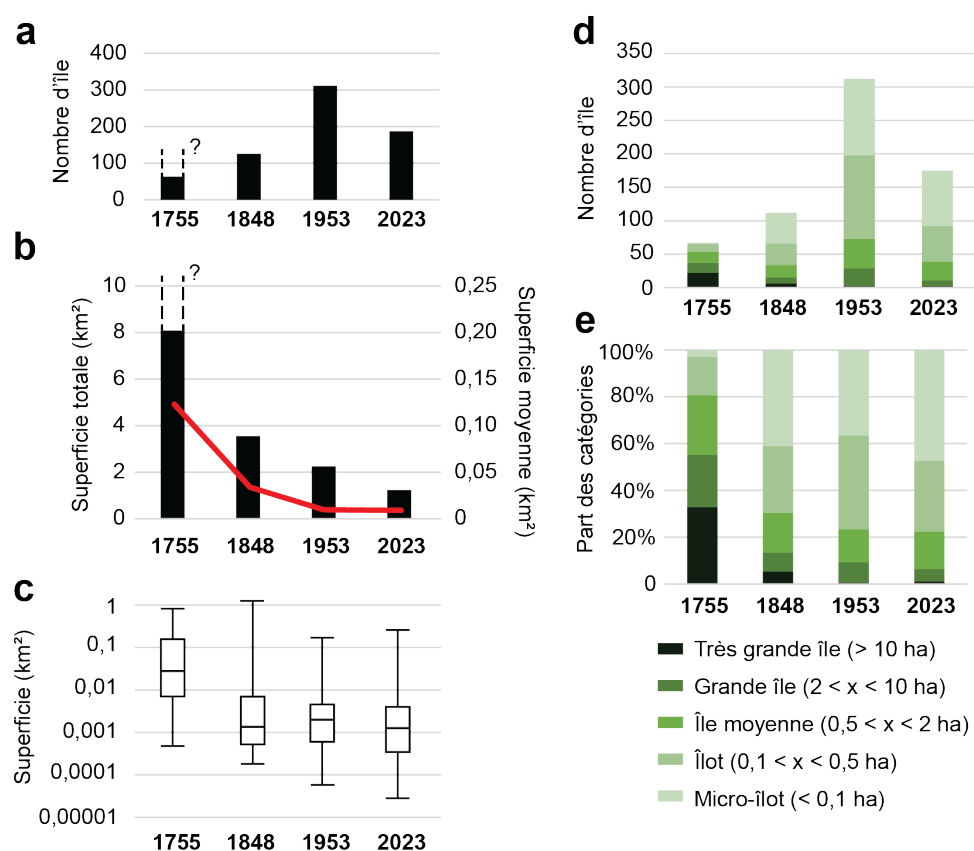 a
Nombre d'île
400
300
200
100
0
?
1755 1848 1953 2023
b
Superficie totale (km²)
10
8
6
4
2
0
?
0,25
0,20
0,15
0,10
0,05
0
Superficie moyenne (km²)
1755 1848 1953 2023
c
Superficie (km²)
1
0,1
0,01
0,001
0,0001
0,00001
1755 1848 1953 2023
d
Nombre d'île
350
300
250
200
150
100
50
0
1755 1848 1953 2023
e
Part des catégories
100%
80%
60%
40%
20%
0
1755 1848 1953 2023
Très grande île (> 10 ha)
Grande île (2 < x < 10 ha)
Île moyenne (0,5 < x < 2 ha)
Îlot (0,1 < x < 0,5 ha)
Micro-îlot (< 0,1 ha)